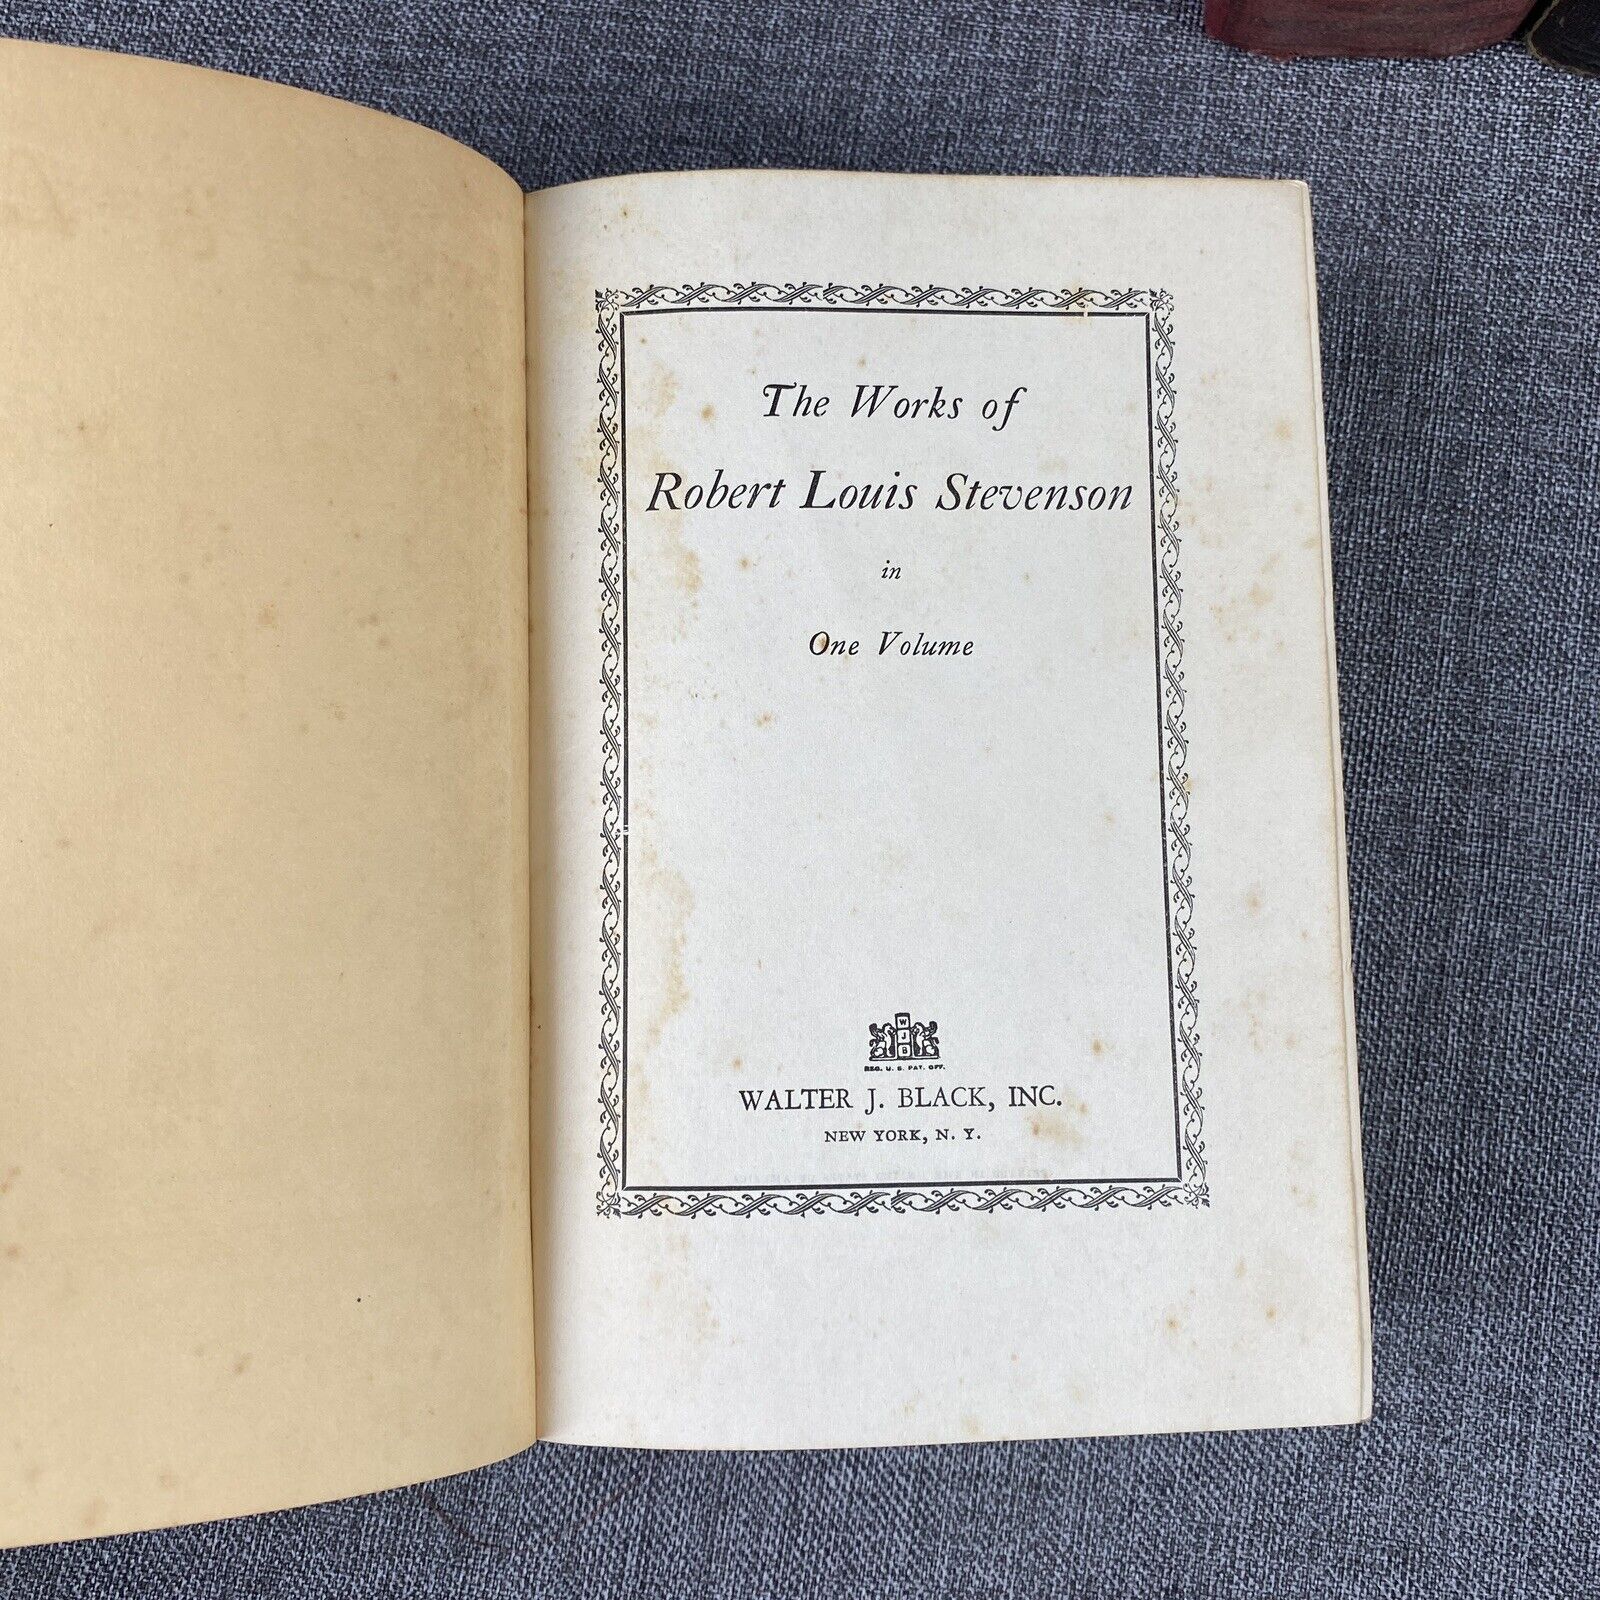 The Works of
Robert Louis Stevenson
in
One Volume
W
J
B
REG. U. S. PAT. OFF.
WALTER J. BLACK, INC.
NEW YORK, N. Y.